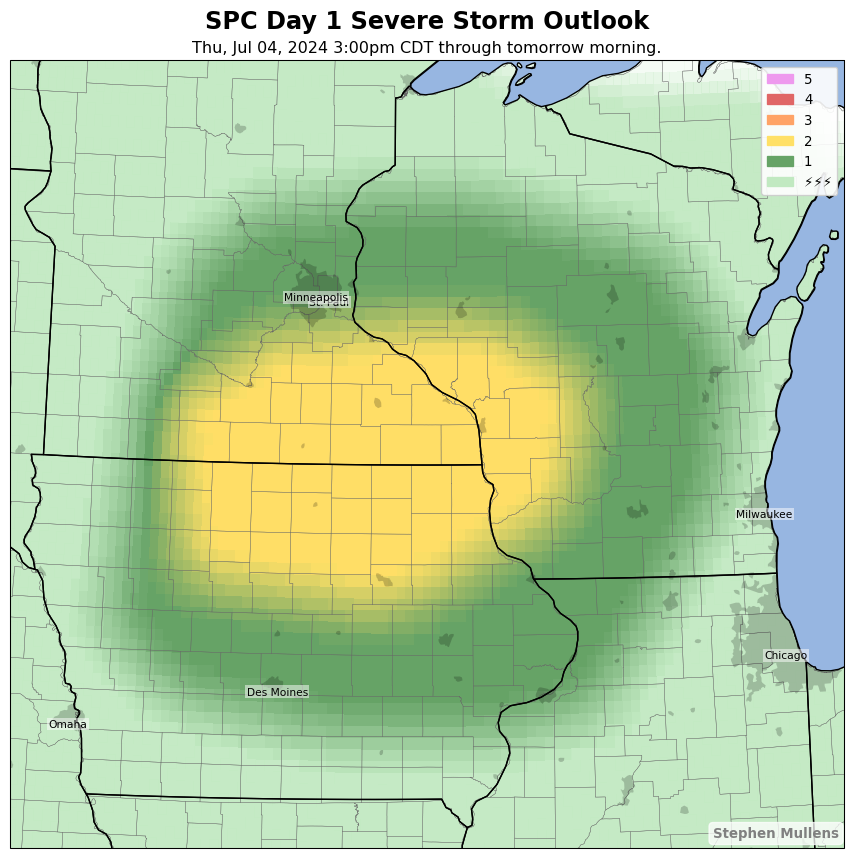 SPC Day 1 Severe Storm Outlook
Thu, Jul 04, 2024 3:00pm CDT through tomorrow morning.
5
4
3
2
1
⚡⚡⚡
Minneapolis
St. Paul
Milwaukee
Chicago
Des Moines
Omaha
Stephen Mullens